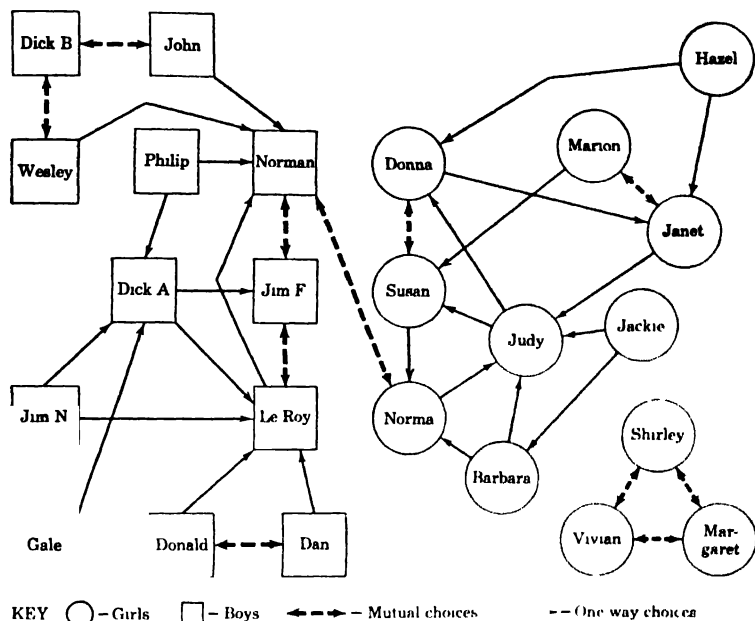 Dick B
John
Hazel
Wesley
Philip
Norman
Donna
Marion
Janet
Dick A
Jim F
Susan
Judy
Jackie
Jim N
Le Roy
Norma
Barbara
Shirley
Gale
Donald
Dan
Vivian
Mar-
garet
KEY – Girls – Boys – Mutual choices – One way choices